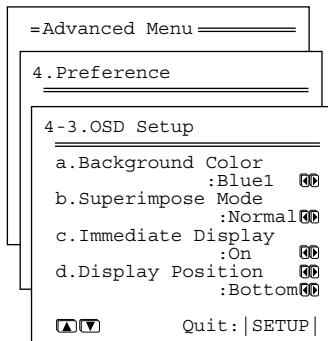 =Advanced Menu
4.Preference
4-3.OSD Setup
a.Background Color
:Blue1
b.Superimpose Mode
:Normal
c.Immediate Display
:On
d.Display Position
:Bottom
Quit:|SETUP|